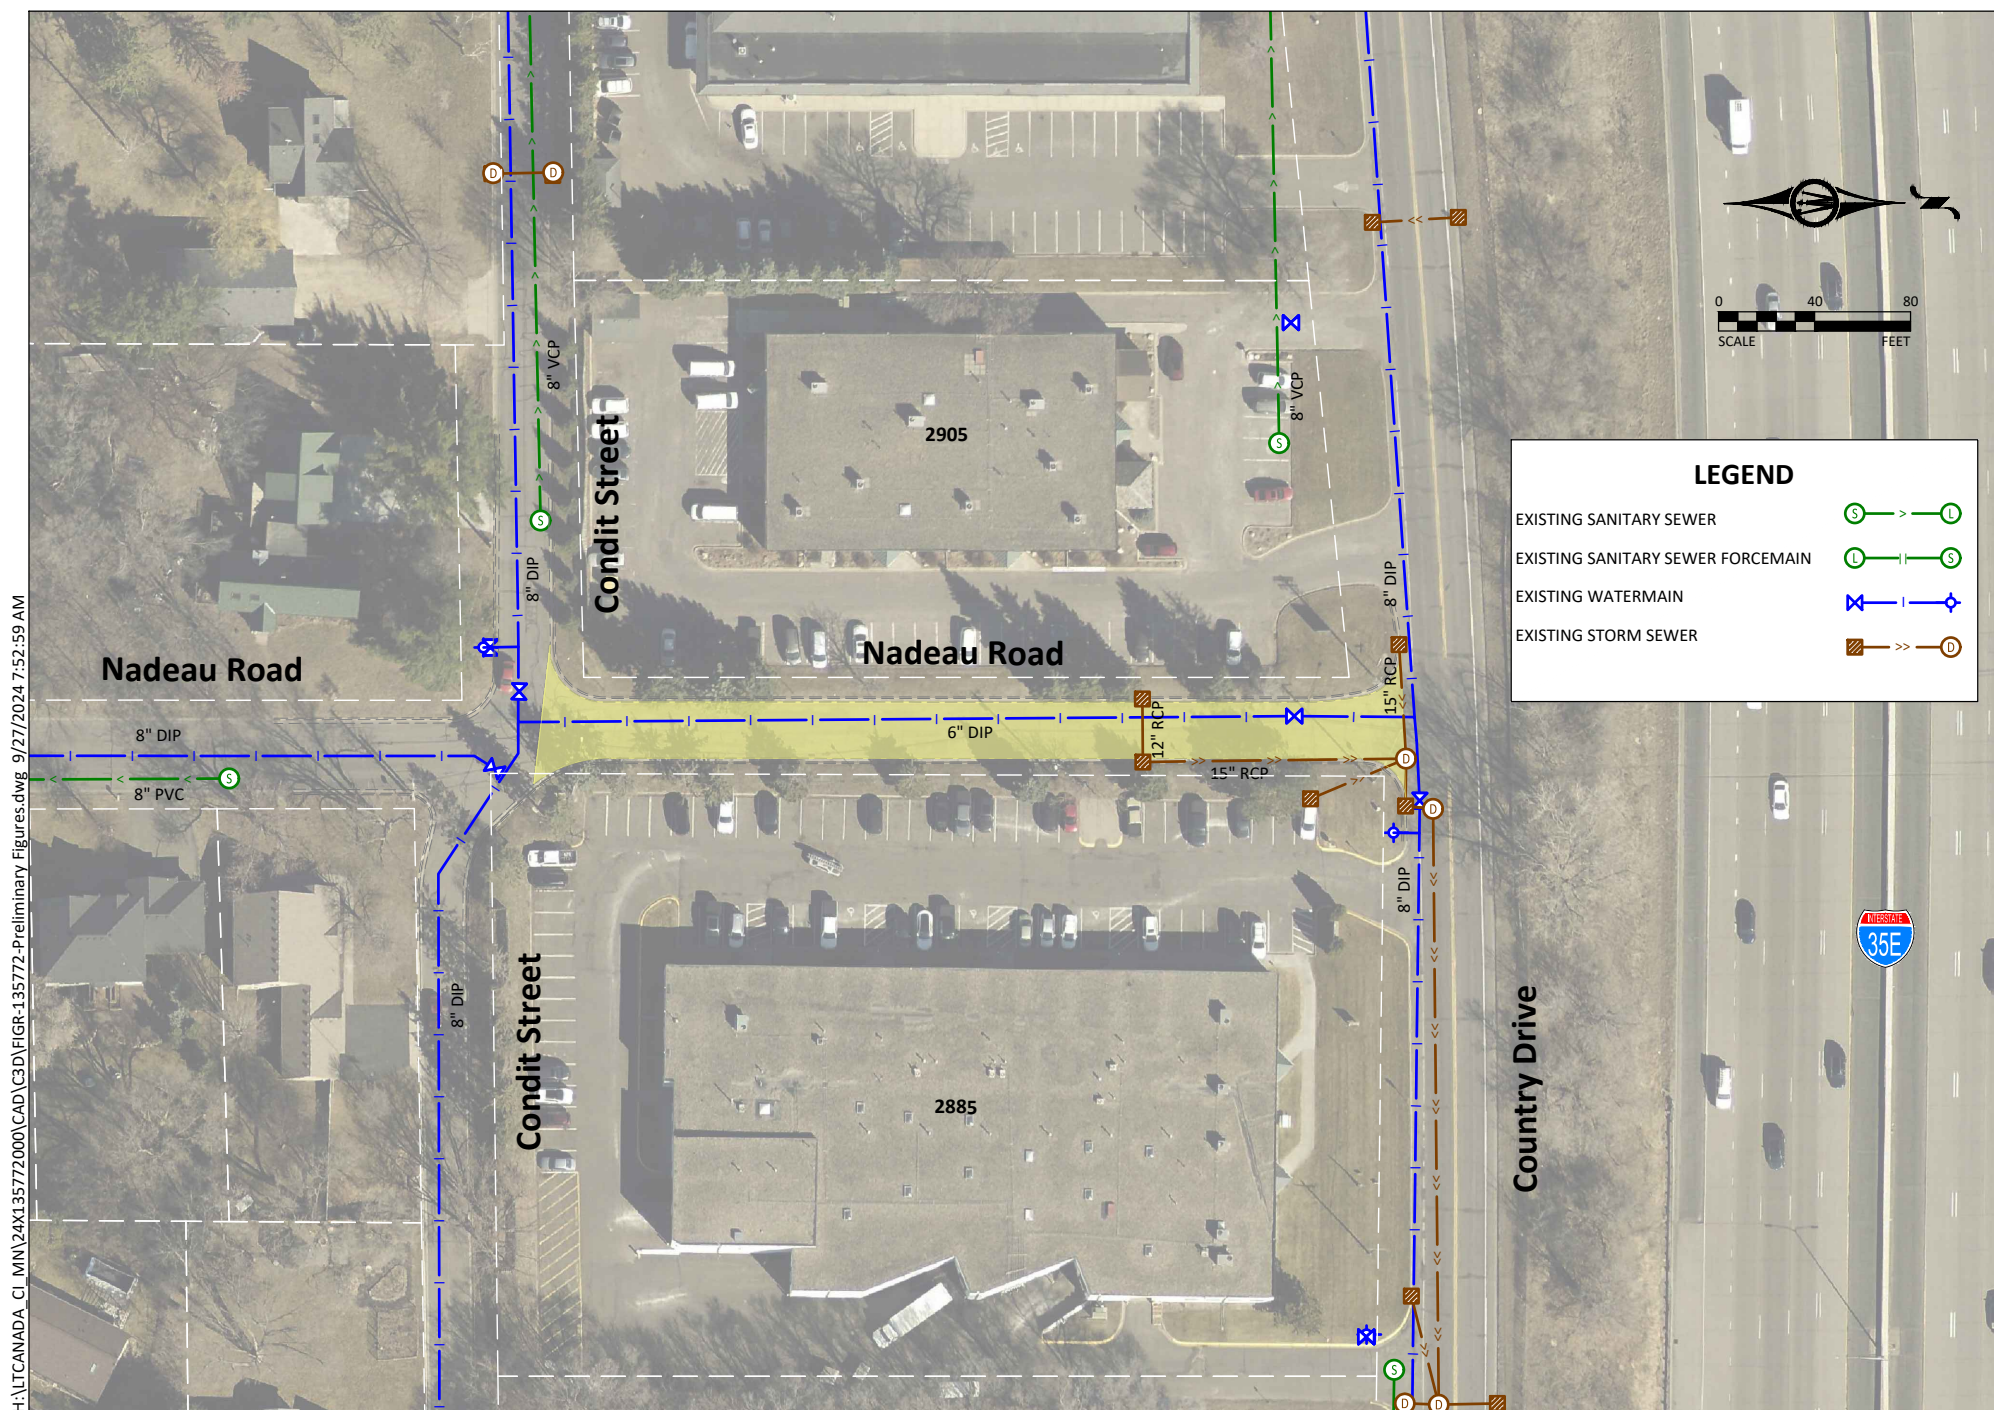 H:\LTCANADA_CI_MN\24X135772000\CAD\C3D\FIGR-135772-Preliminary Figures.dwg 9/27/2024 7:52:59 AM
D
D
0 40 80
SCALE FEET
8" VCP
8" VCP
S
S
2905
Condit Street
8" DIP
8" DIP
LEGEND
EXISTING SANITARY SEWER
S > L
EXISTING SANITARY SEWER FORCEMAIN
L II S
EXISTING WATERMAIN
I
EXISTING STORM SEWER
>> D
Nadeau Road
Nadeau Road
15" RCP
8" DIP
6" DIP
12" RCP
D
15" RCP
S
8" PVC
D
8" DIP
INTERSTATE
35E
8" DIP
Condit Street
2885
Country Drive
S
D
D